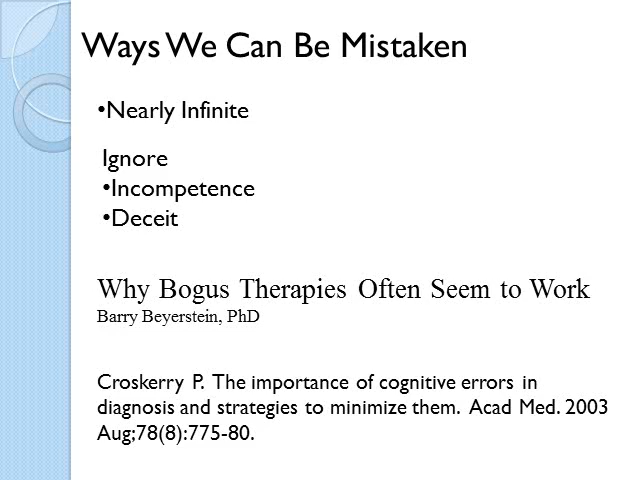 Ways We Can Be Mistaken
•Nearly Infinite
Ignore
•Incompetence
•Deceit
Why Bogus Therapies Often Seem to Work
Barry Beyerstein, PhD
Croskerry P. The importance of cognitive errors in
diagnosis and strategies to minimize them. Acad Med. 2003
Aug;78(8):775-80.